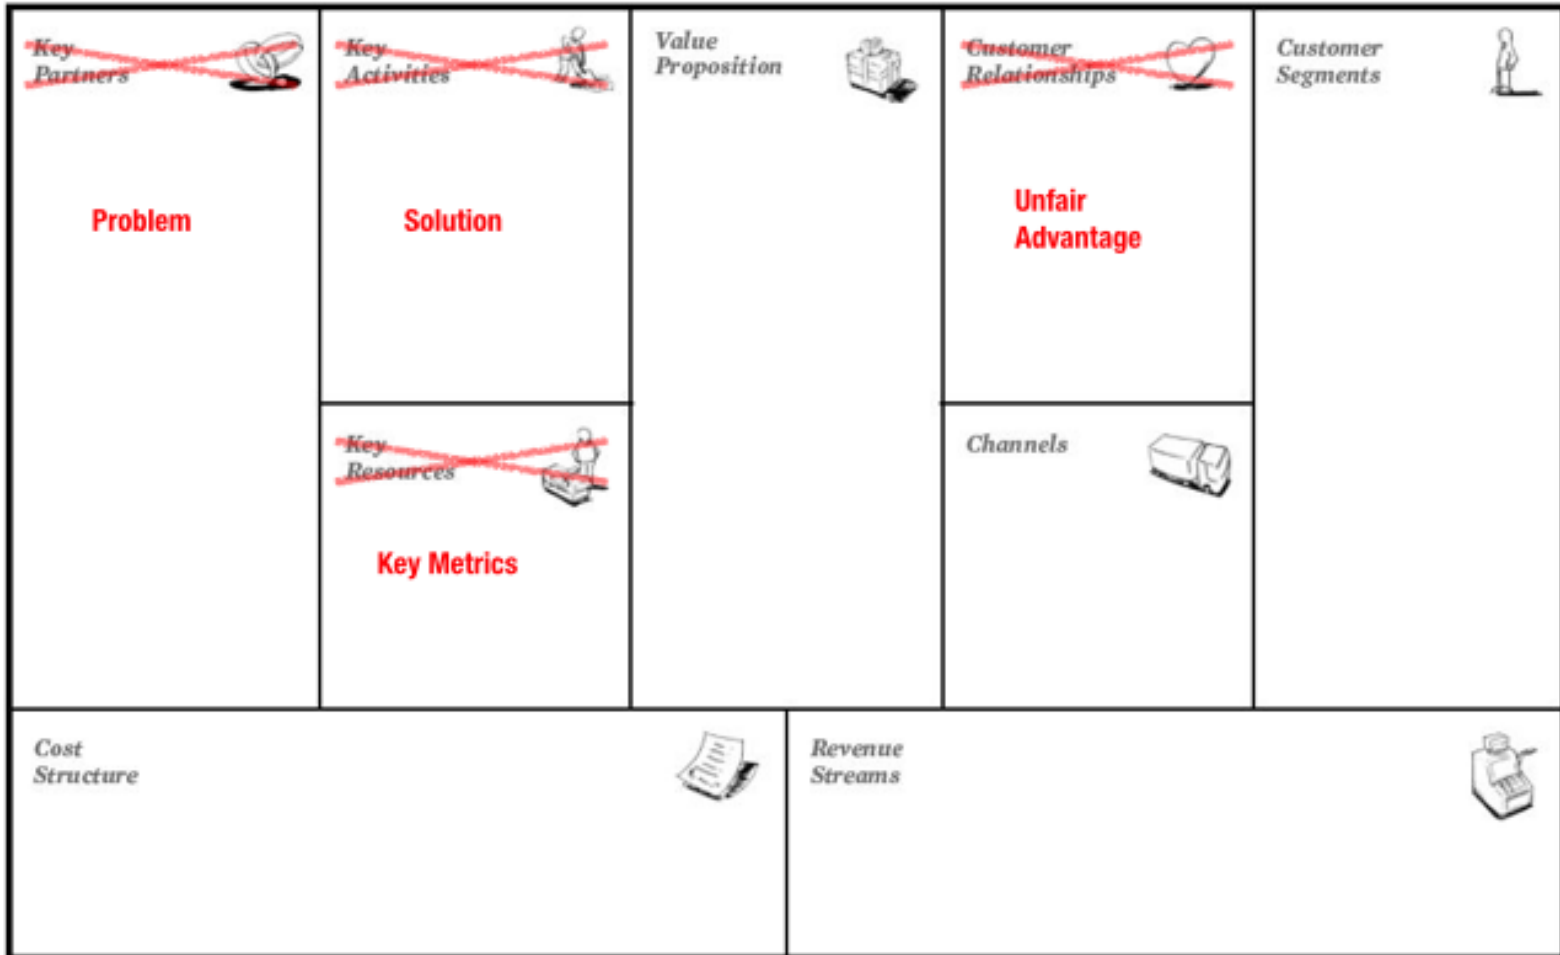 Key
Partners
Problem
Key
Activities
Solution
Key
Resources
Key Metrics
Value
Proposition
Customer
Relationships
Unfair
Advantage
Channels
Customer
Segments
Cost
Structure
Revenue
Streams